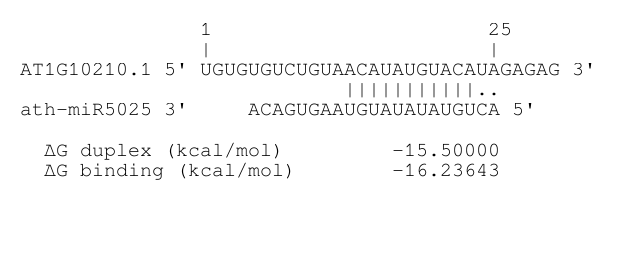 1 25
| |
AT1G10210.1 5' UGUGUGUCUGUAACAUAUGUACAUAGAGAG 3'
|||||||||||..
ath-miR5025 3' ACAGUGAAUGUAUAUAUGUCA 5'
ΔG duplex (kcal/mol) -15.50000
ΔG binding (kcal/mol) -16.23643